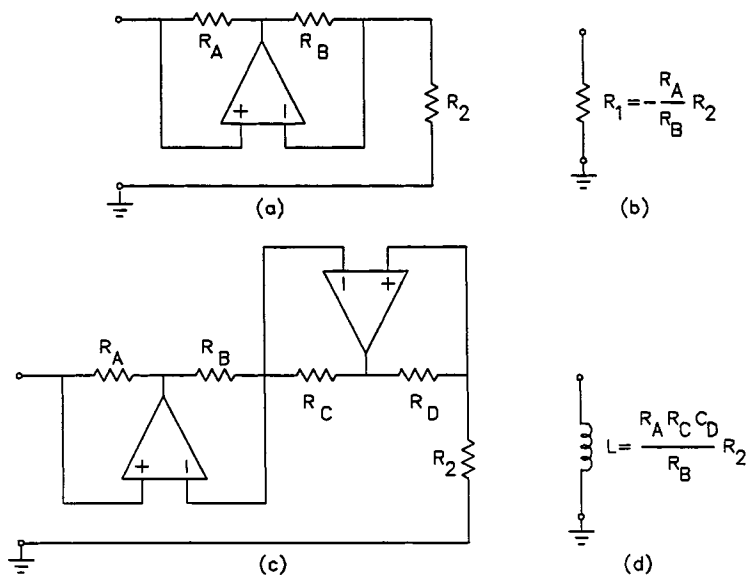 R_A
R_B
+
−
R_2
(a)
R_1 = − R_A / R_B R_2
(b)
−
+
R_A
R_B
R_C
R_D
+
−
R_2
(c)
L = R_A R_C C_D / R_B R_2
(d)